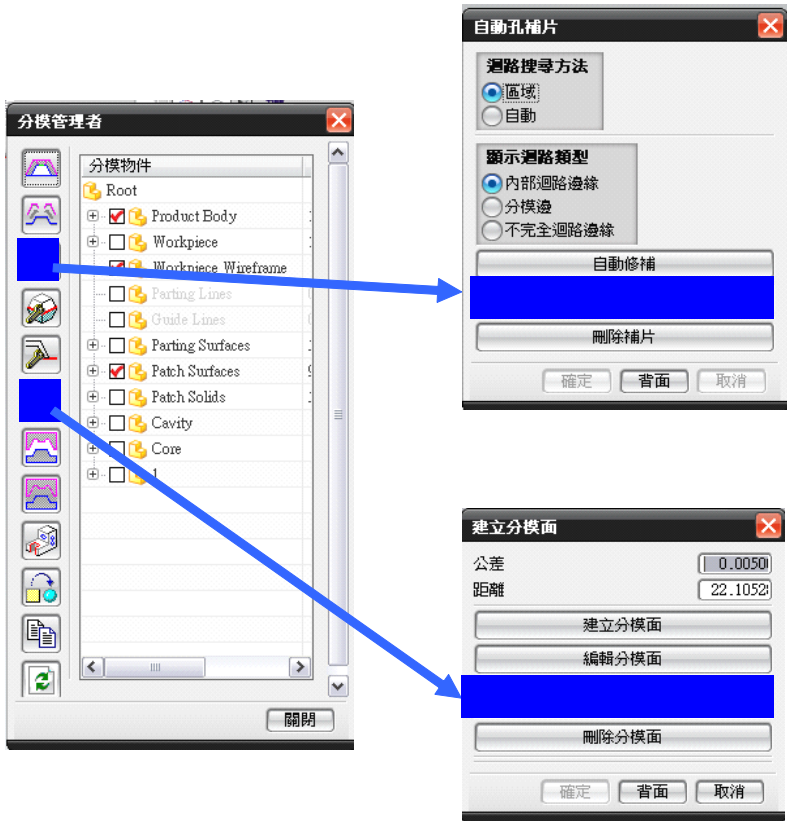 分模管理者
分模物件
Root
Product Body
Workpiece
Workpiece Wireframe
Parting Lines
Guide Lines
Parting Surfaces
Patch Surfaces
Patch Solids
Cavity
Core
1
關閉
自動孔補片
迴路搜尋方法
區域
自動
顯示迴路類型
內部迴路邊緣
分模邊
不完全迴路邊緣
自動修補
刪除補片
確定 背面 取消
建立分模面
公差 0.0050
距離 22.1052
建立分模面
編輯分模面
刪除分模面
確定 背面 取消